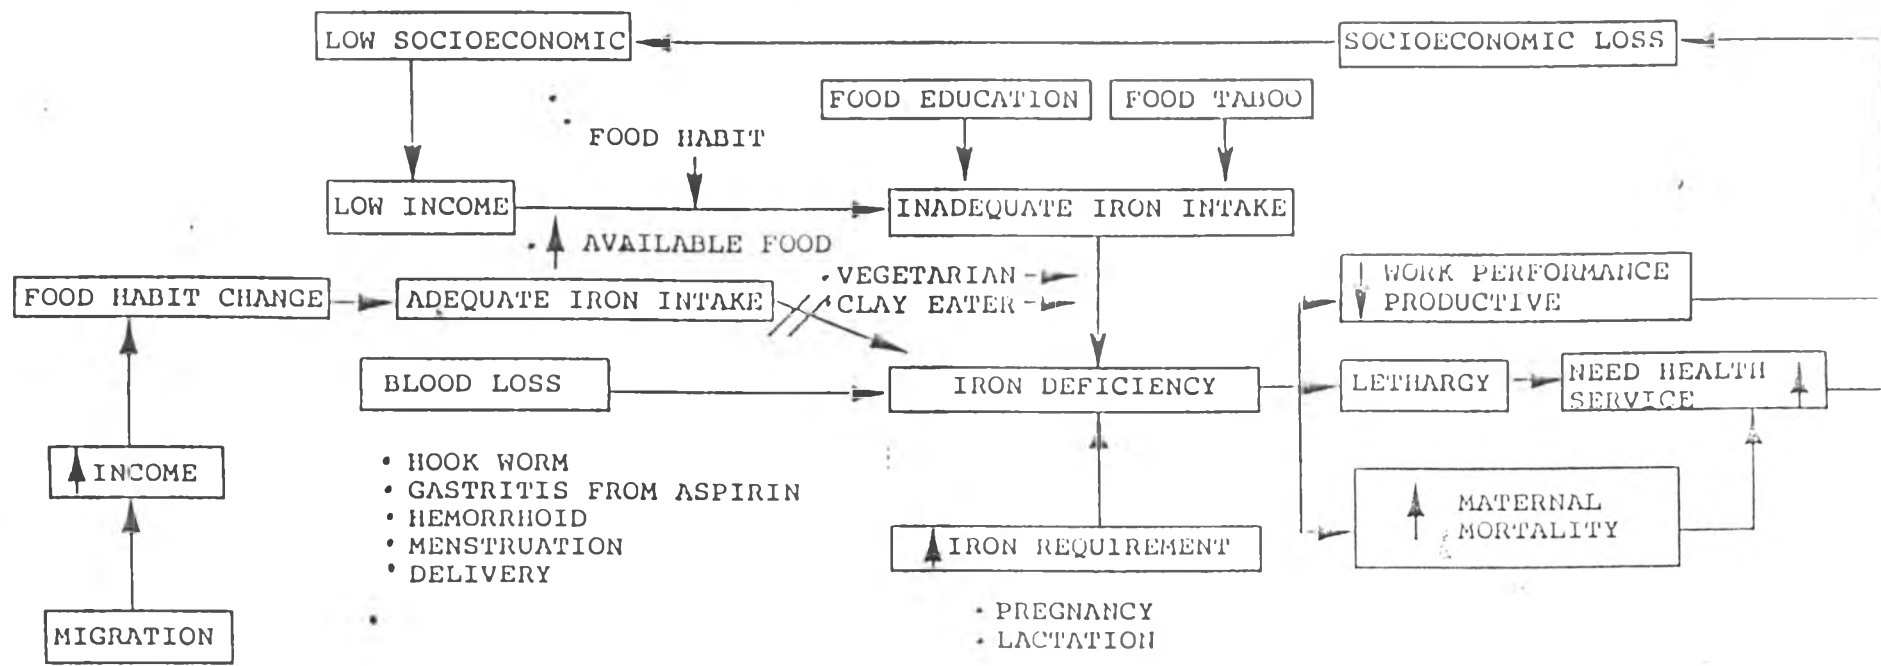 LOW SOCIOECONOMIC
SOCIOECONOMIC LOSS
FOOD EDUCATION
FOOD TABOO
FOOD HABIT
LOW INCOME
INADEQUATE IRON INTAKE
• ↑ AVAILABLE FOOD
FOOD HABIT CHANGE
ADEQUATE IRON INTAKE
• VEGETARIAN
• CLAY EATER
↓ WORK PERFORMANCE
PRODUCTIVE
BLOOD LOSS
IRON DEFICIENCY
LETHARGY
NEED HEALTH ↑
SERVICE
↑ INCOME
• HOOK WORM
• GASTRITIS FROM ASPIRIN
• HEMORRHOID
• MENSTRUATION
• DELIVERY
↑ MATERNAL
MORTALITY
↑ IRON REQUIREMENT
• PREGNANCY
• LACTATION
MIGRATION